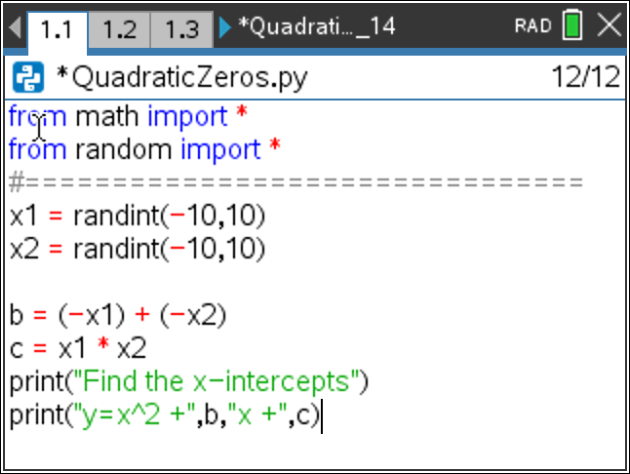 1.1 1.2 1.3 *Quadrati..._14 RAD
*QuadraticZeros.py 12/12
from math import *
from random import *
#================================
x1 = randint(-10,10)
x2 = randint(-10,10)
b = (-x1) + (-x2)
c = x1 * x2
print("Find the x-intercepts")
print("y=x^2 +",b,"x +",c)